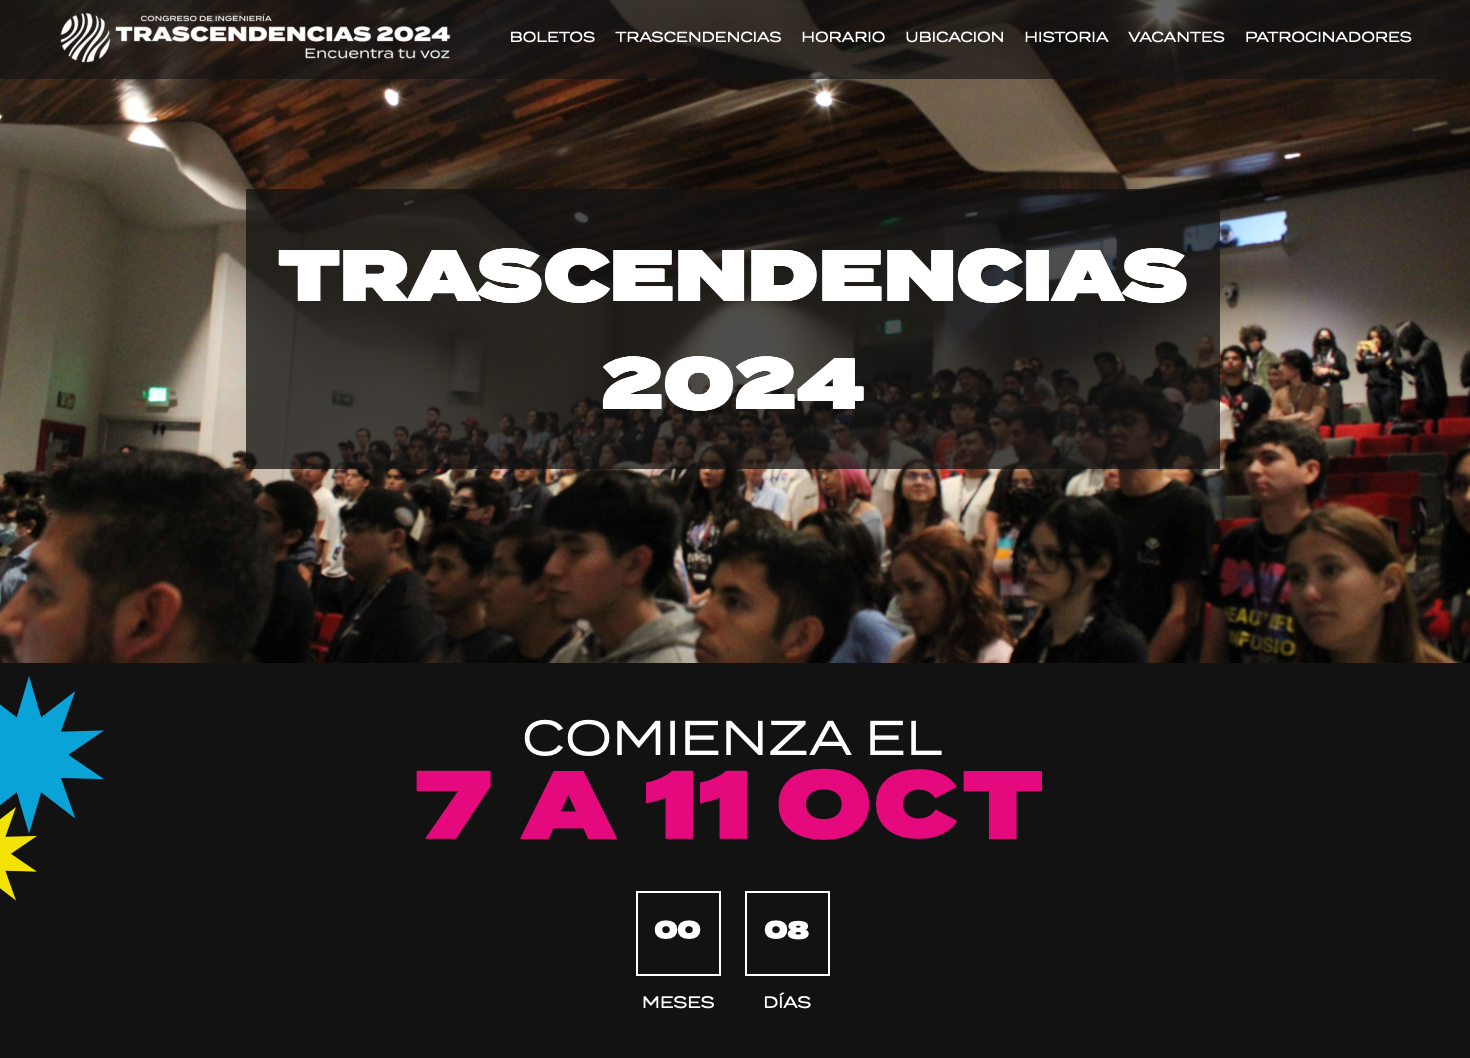 CONGRESO DE INGENIERÍA
TRASCENDENCIAS 2024
Encuentra tu voz
BOLETOS TRASCENDENCIAS HORARIO UBICACION HISTORIA VACANTES PATROCINADORES
TRASCENDENCIAS
2024
COMIENZA EL
7 A 11 OCT
00 08
MESES DÍAS